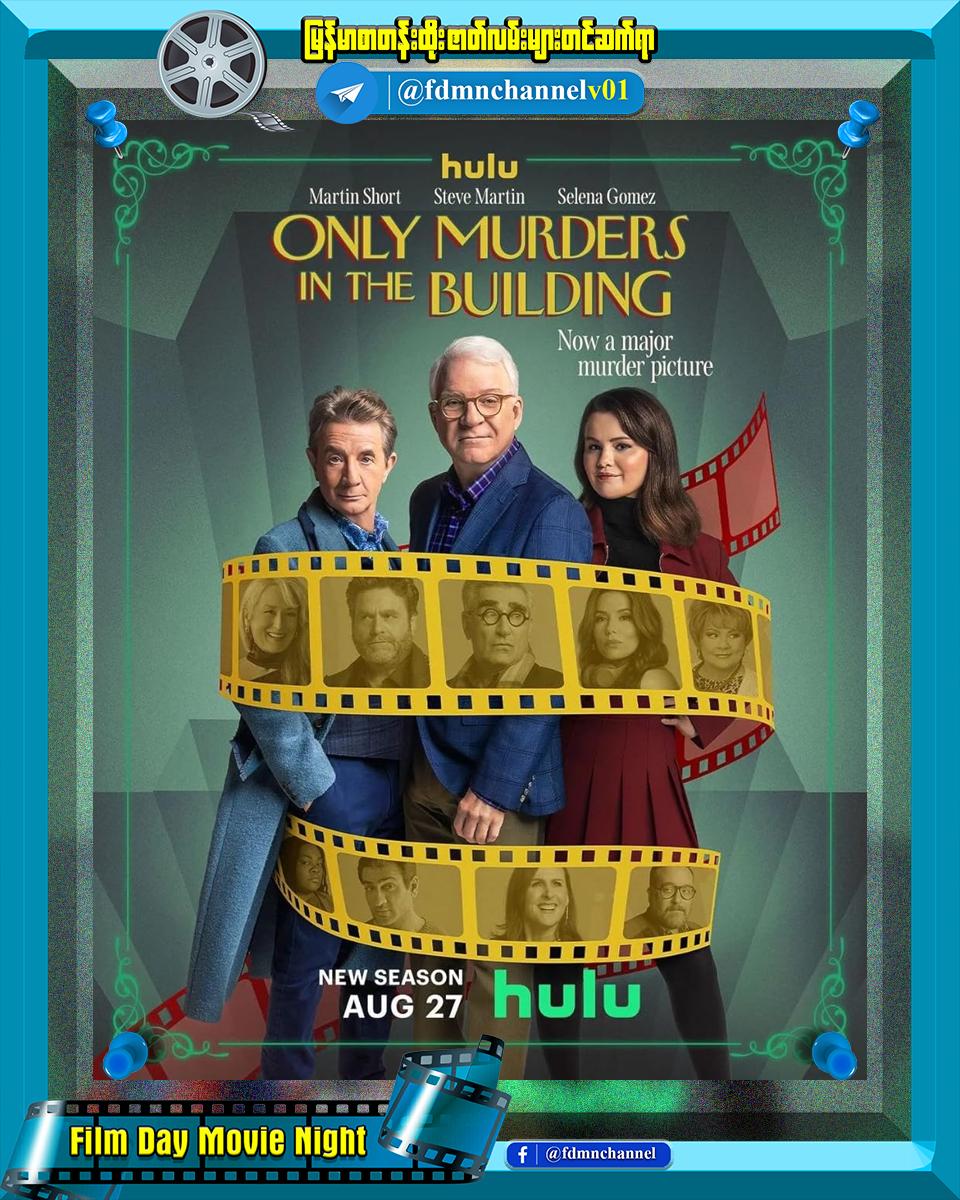 မြန်မာစာတန်းထိုးဇာတ်လမ်းများတင်ဆက်ရာ
@fdmnchannelv01
hulu
Martin Short Steve Martin Selena Gomez
ONLY MURDERS
IN THE BUILDING
Now a major
murder picture
NEW SEASON
AUG 27
hulu
Film Day Movie Night
f @fdmnchannel